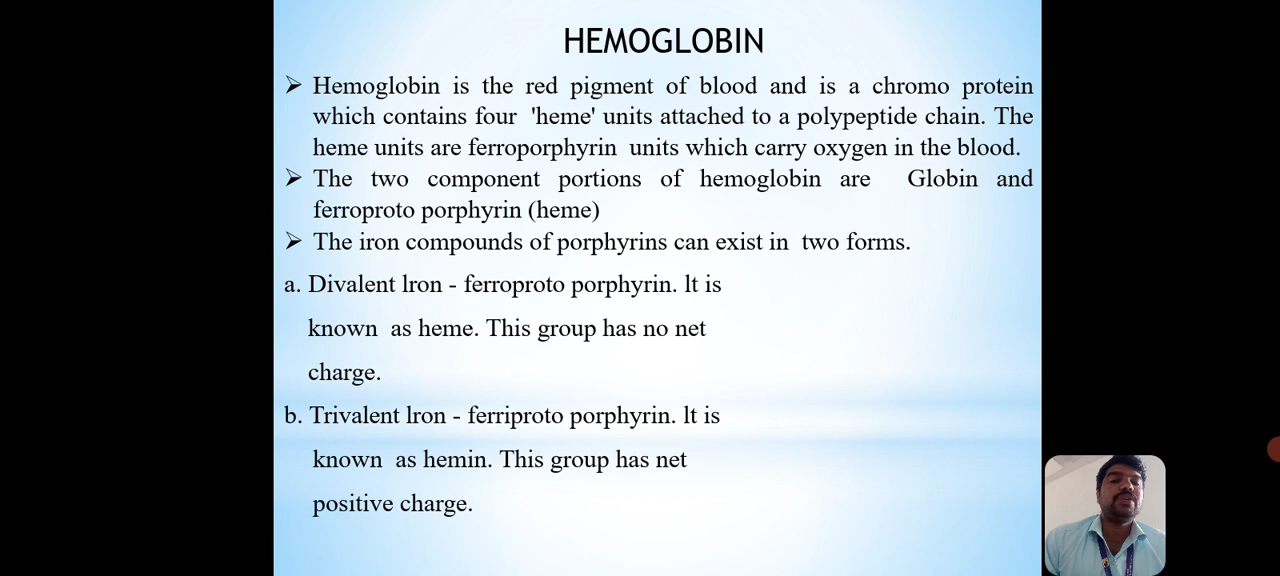 HEMOGLOBIN
➢ Hemoglobin is the red pigment of blood and is a chromo protein
which contains four 'heme' units attached to a polypeptide chain. The
heme units are ferroporphyrin units which carry oxygen in the blood.
➢ The two component portions of hemoglobin are Globin and
ferroproto porphyrin (heme)
➢ The iron compounds of porphyrins can exist in two forms.
a. Divalent lron - ferroproto porphyrin. lt is
known as heme. This group has no net
charge.
b. Trivalent lron - ferriproto porphyrin. lt is
known as hemin. This group has net
positive charge.